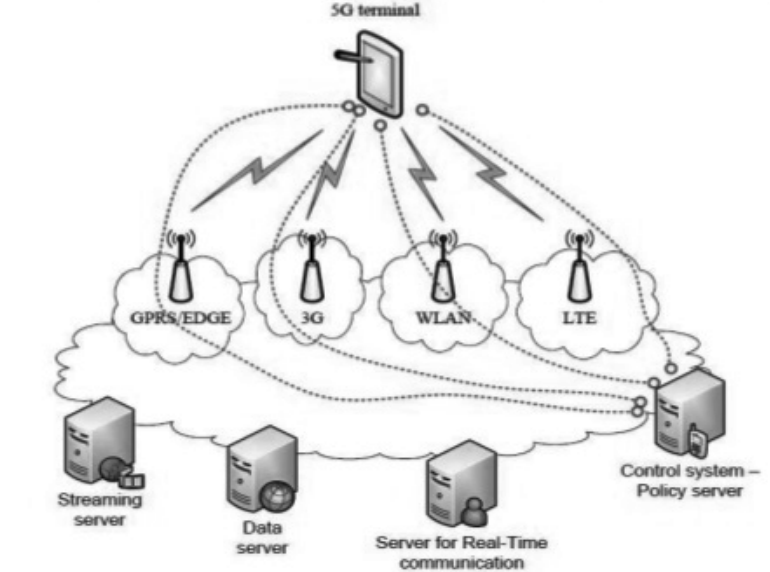 5G terminal
GPRS/EDGE
3G
WLAN
LTE
Control system –
Policy server
Streaming
server
Data
server
Server for Real-Time
communication